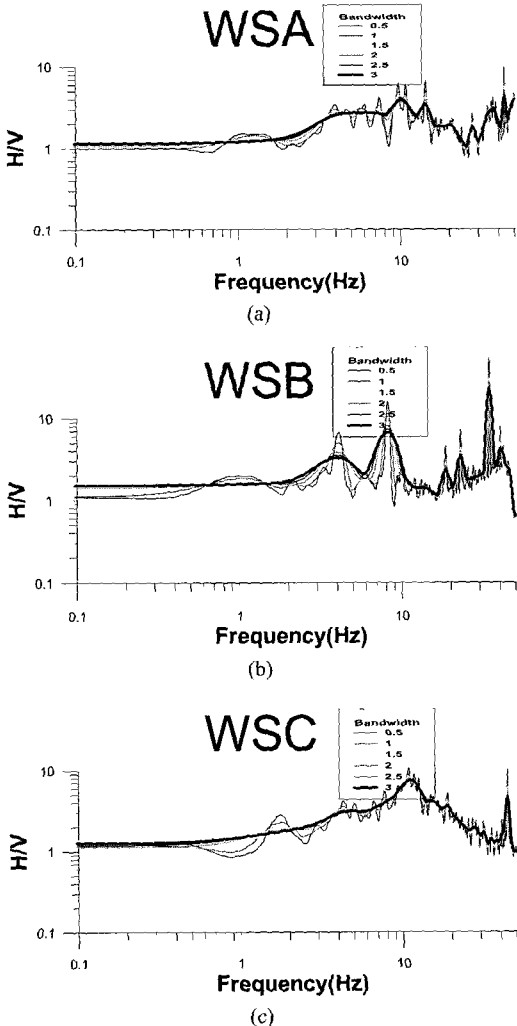 WSA
Bandwidth
0.5
1
1.5
2
2.5
3
10
1
0.1
H/V
0.1
1
10
Frequency(Hz)
(a)
WSB
Bandwidth
0.5
1
1.5
2
2.5
3
10
1
0.1
H/V
0.1
1
10
Frequency(Hz)
(b)
WSC
Bandwidth
0.5
1
1.5
2
2.5
3
10
1
0.1
H/V
0.1
1
10
Frequency(Hz)
(c)